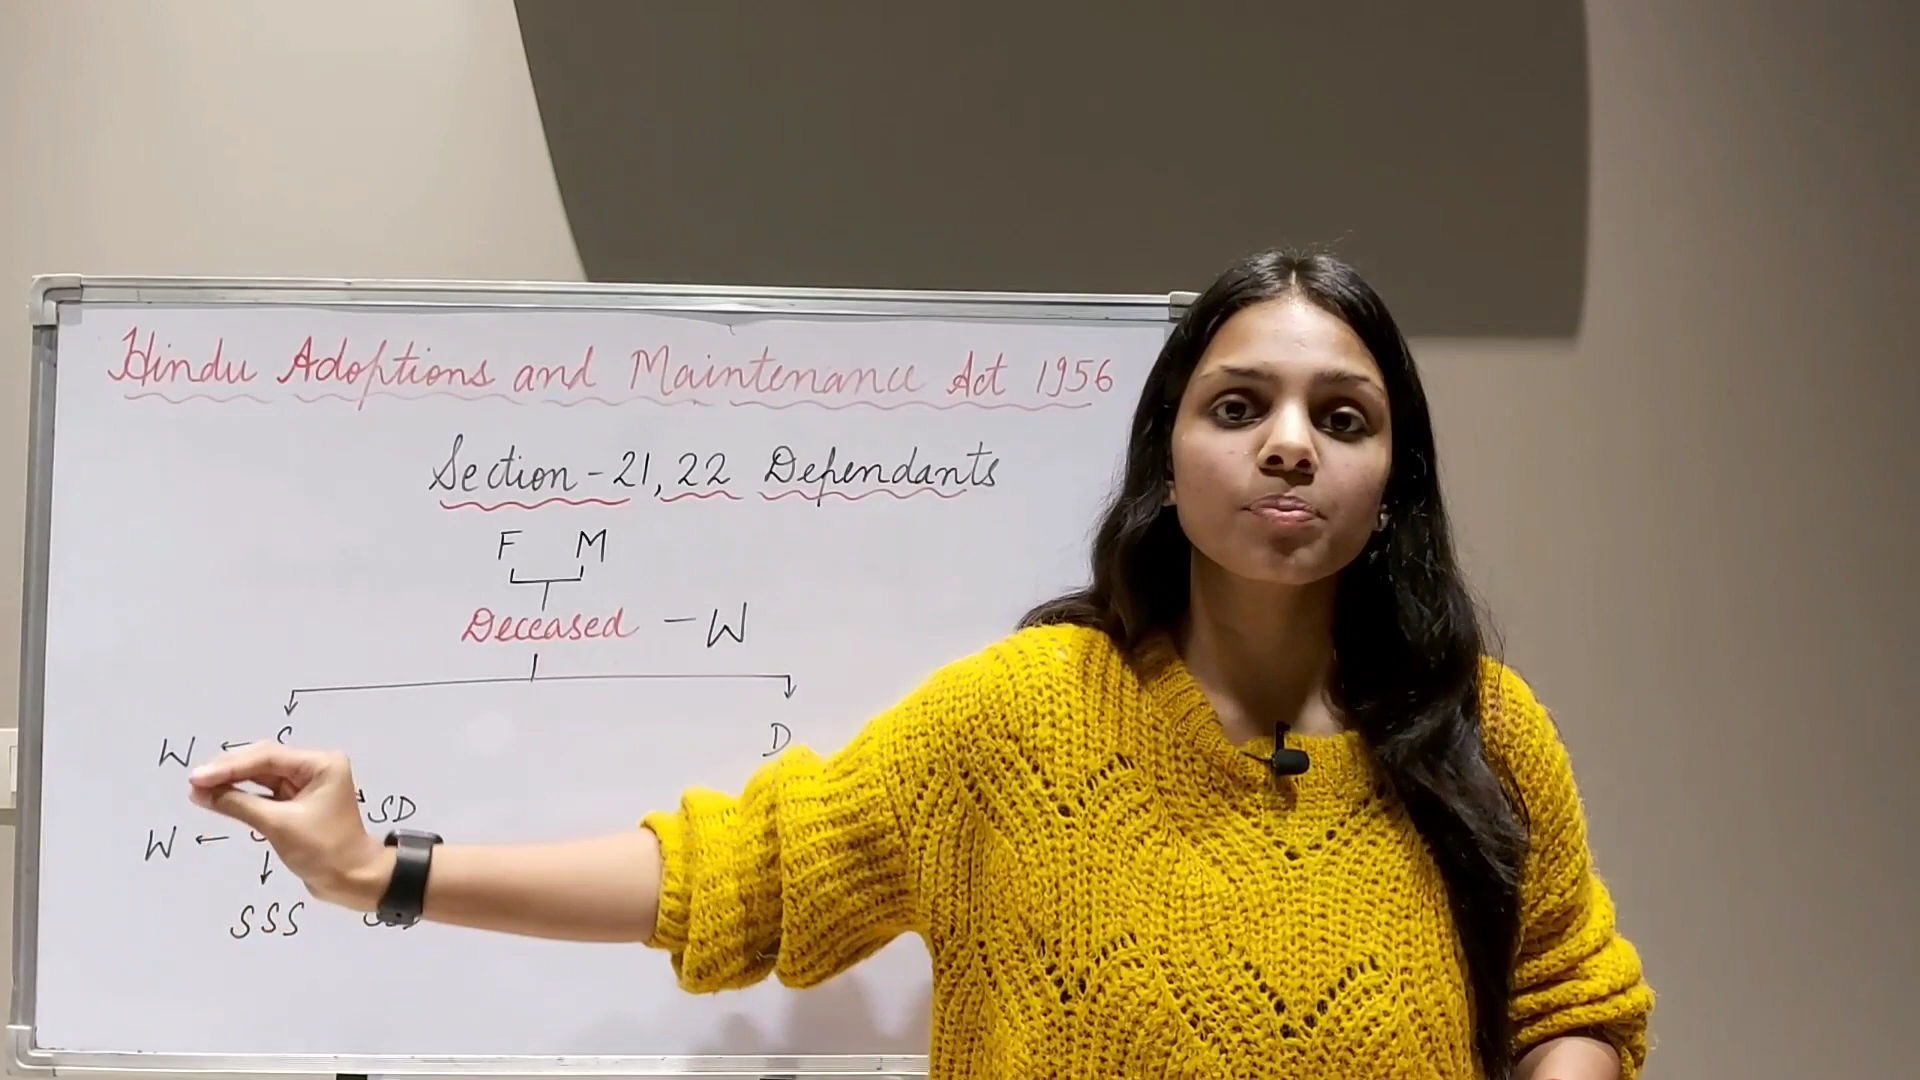 Hindu Adoptions and Maintenance Act 1956
Section - 21, 22 Dependants
F M
Deceased - W
W ← S D
SD
W ←
SSS